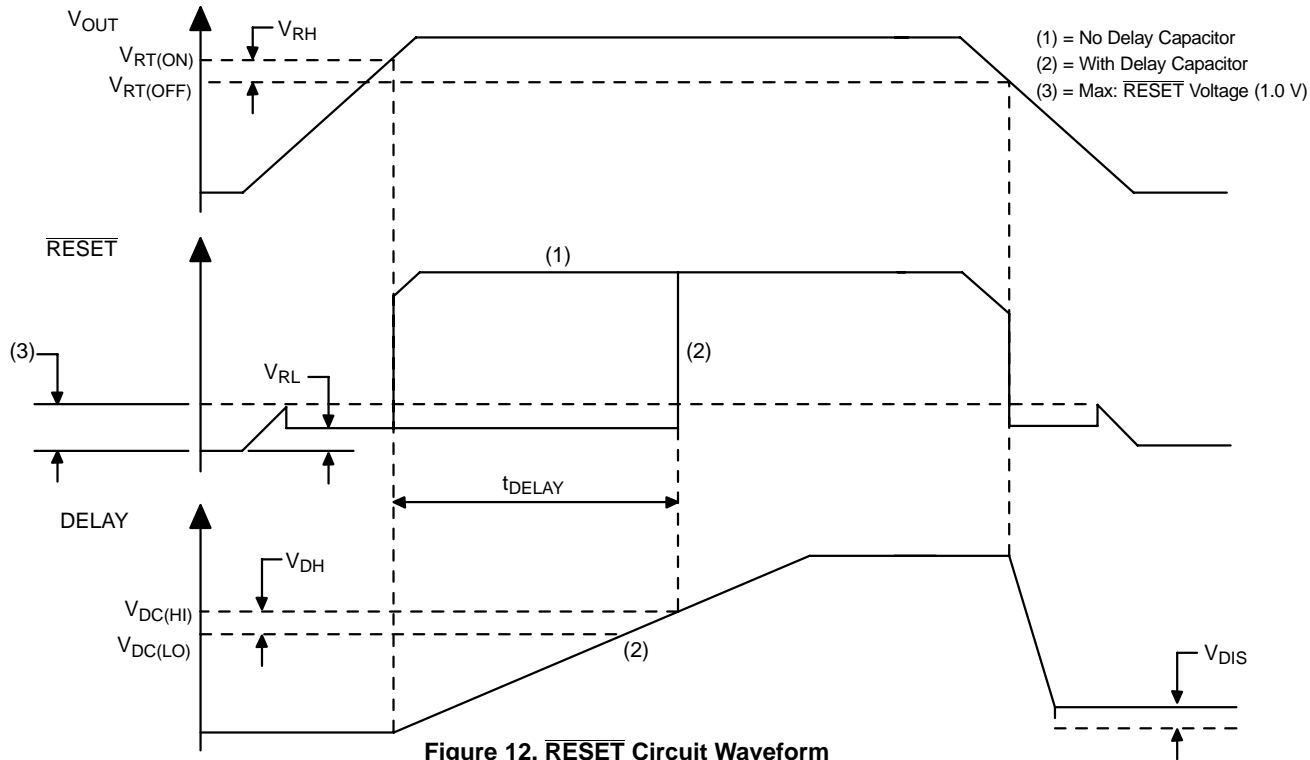 VOUT
VRH
VRT(ON)
VRT(OFF)
(1) = No Delay Capacitor
(2) = With Delay Capacitor
(3) = Max: RESET Voltage (1.0 V)
RESET
(1)
(3)
(2)
VRL
tDELAY
DELAY
VDH
VDC(HI)
VDC(LO)
(2)
VDIS
Figure 12. RESET Circuit Waveform